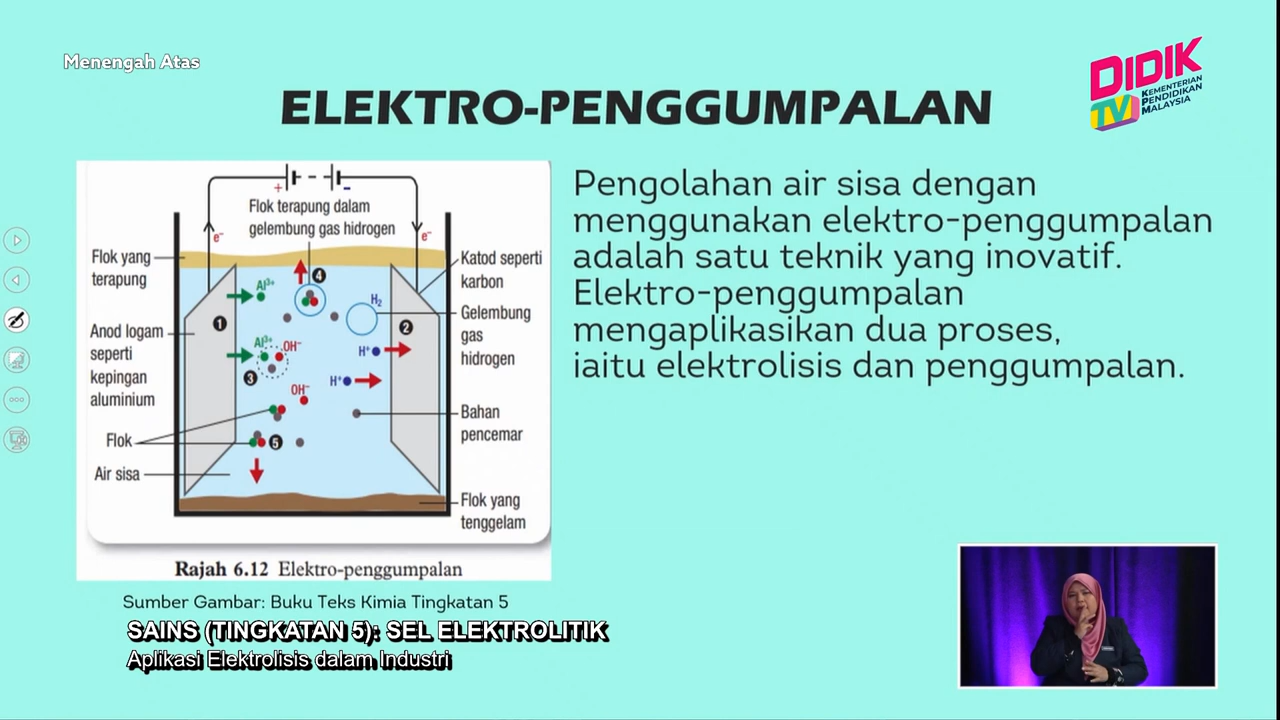 Menengah Atas
DIDIK
TV
KEMENTERIAN
PENDIDIKAN
MALAYSIA
ELEKTRO-PENGGUMPALAN
+
-
Flok terapung dalam
gelembung gas hidrogen
e⁻
e⁻
Flok yang
terapung
Anod logam
seperti
kepingan
aluminium
Flok
Air sisa
Al³⁺
4
H₂
1
2
Al³⁺
OH⁻
H⁺
3
H⁺
OH⁻
5
Katod seperti
karbon
Gelembung
gas
hidrogen
Bahan
pencemar
Flok yang
tenggelam
Rajah 6.12 Elektro-penggumpalan
Pengolahan air sisa dengan
menggunakan elektro-penggumpalan
adalah satu teknik yang inovatif.
Elektro-penggumpalan
mengaplikasikan dua proses,
iaitu elektrolisis dan penggumpalan.
Sumber Gambar: Buku Teks Kimia Tingkatan 5
SAINS (TINGKATAN 5): SEL ELEKTROLITIK
Aplikasi Elektrolisis dalam Industri